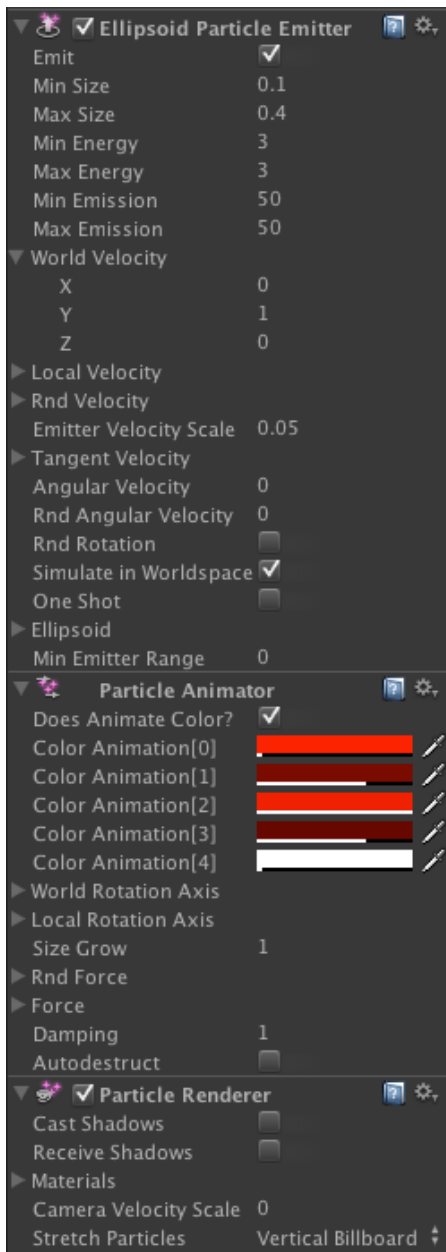 Ellipsoid Particle Emitter
Emit
Min Size 0.1
Max Size 0.4
Min Energy 3
Max Energy 3
Min Emission 50
Max Emission 50
World Velocity
X 0
Y 1
Z 0
Local Velocity
Rnd Velocity
Emitter Velocity Scale 0.05
Tangent Velocity
Angular Velocity 0
Rnd Angular Velocity 0
Rnd Rotation
Simulate in Worldspace
One Shot
Ellipsoid
Min Emitter Range 0
Particle Animator
Does Animate Color?
Color Animation[0]
Color Animation[1]
Color Animation[2]
Color Animation[3]
Color Animation[4]
World Rotation Axis
Local Rotation Axis
Size Grow 1
Rnd Force
Force
Damping 1
Autodestruct
Particle Renderer
Cast Shadows
Receive Shadows
Materials
Camera Velocity Scale 0
Stretch Particles Vertical Billboard